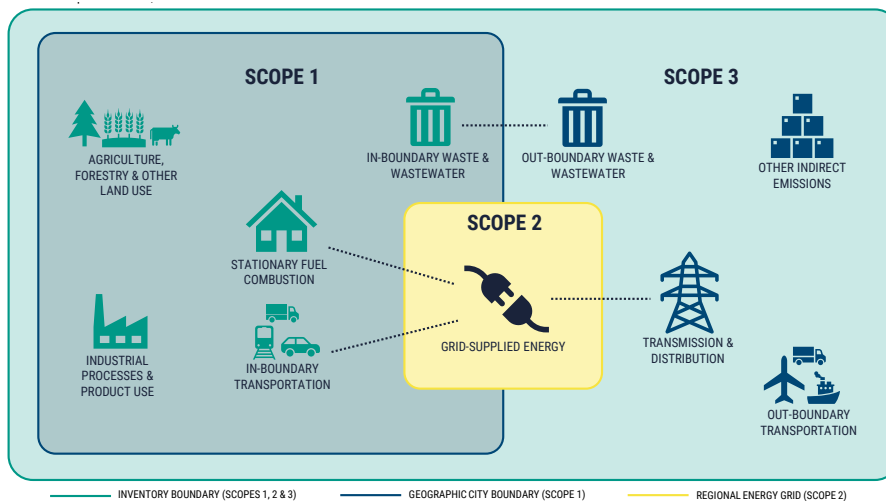 SCOPE 1
SCOPE 3
AGRICULTURE,
FORESTRY & OTHER
LAND USE
IN-BOUNDARY WASTE &
WASTEWATER
OUT-BOUNDARY WASTE &
WASTEWATER
OTHER INDIRECT
EMISSIONS
SCOPE 2
STATIONARY FUEL
COMBUSTION
GRID-SUPPLIED ENERGY
TRANSMISSION &
DISTRIBUTION
INDUSTRIAL
PROCESSES &
PRODUCT USE
IN-BOUNDARY
TRANSPORTATION
OUT-BOUNDARY
TRANSPORTATION
INVENTORY BOUNDARY (SCOPES 1, 2 & 3)
GEOGRAPHIC CITY BOUNDARY (SCOPE 1)
REGIONAL ENERGY GRID (SCOPE 2)